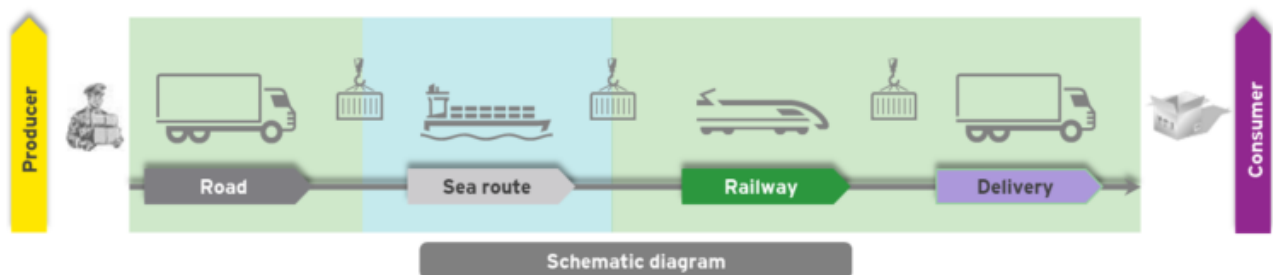 Producer
Road
Sea route
Railway
Delivery
Consumer
Schematic diagram